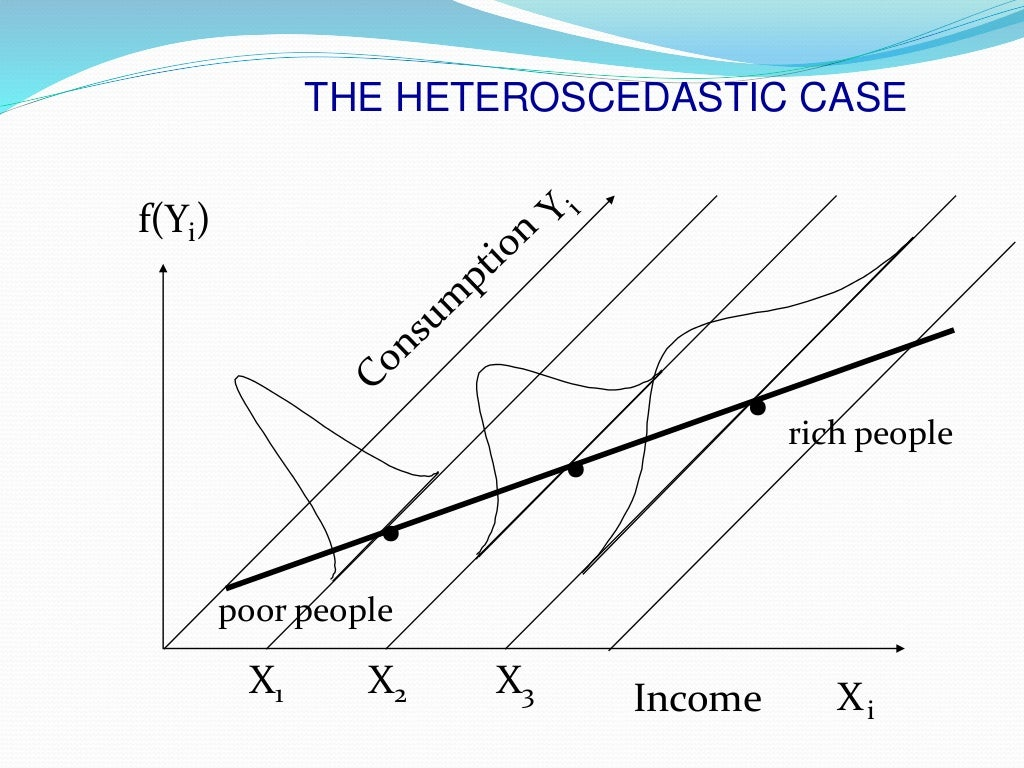 THE HETEROSCEDASTIC CASE
f(Yi)
Consumption Yi
rich people
poor people
X1
X2
X3
Income
Xi